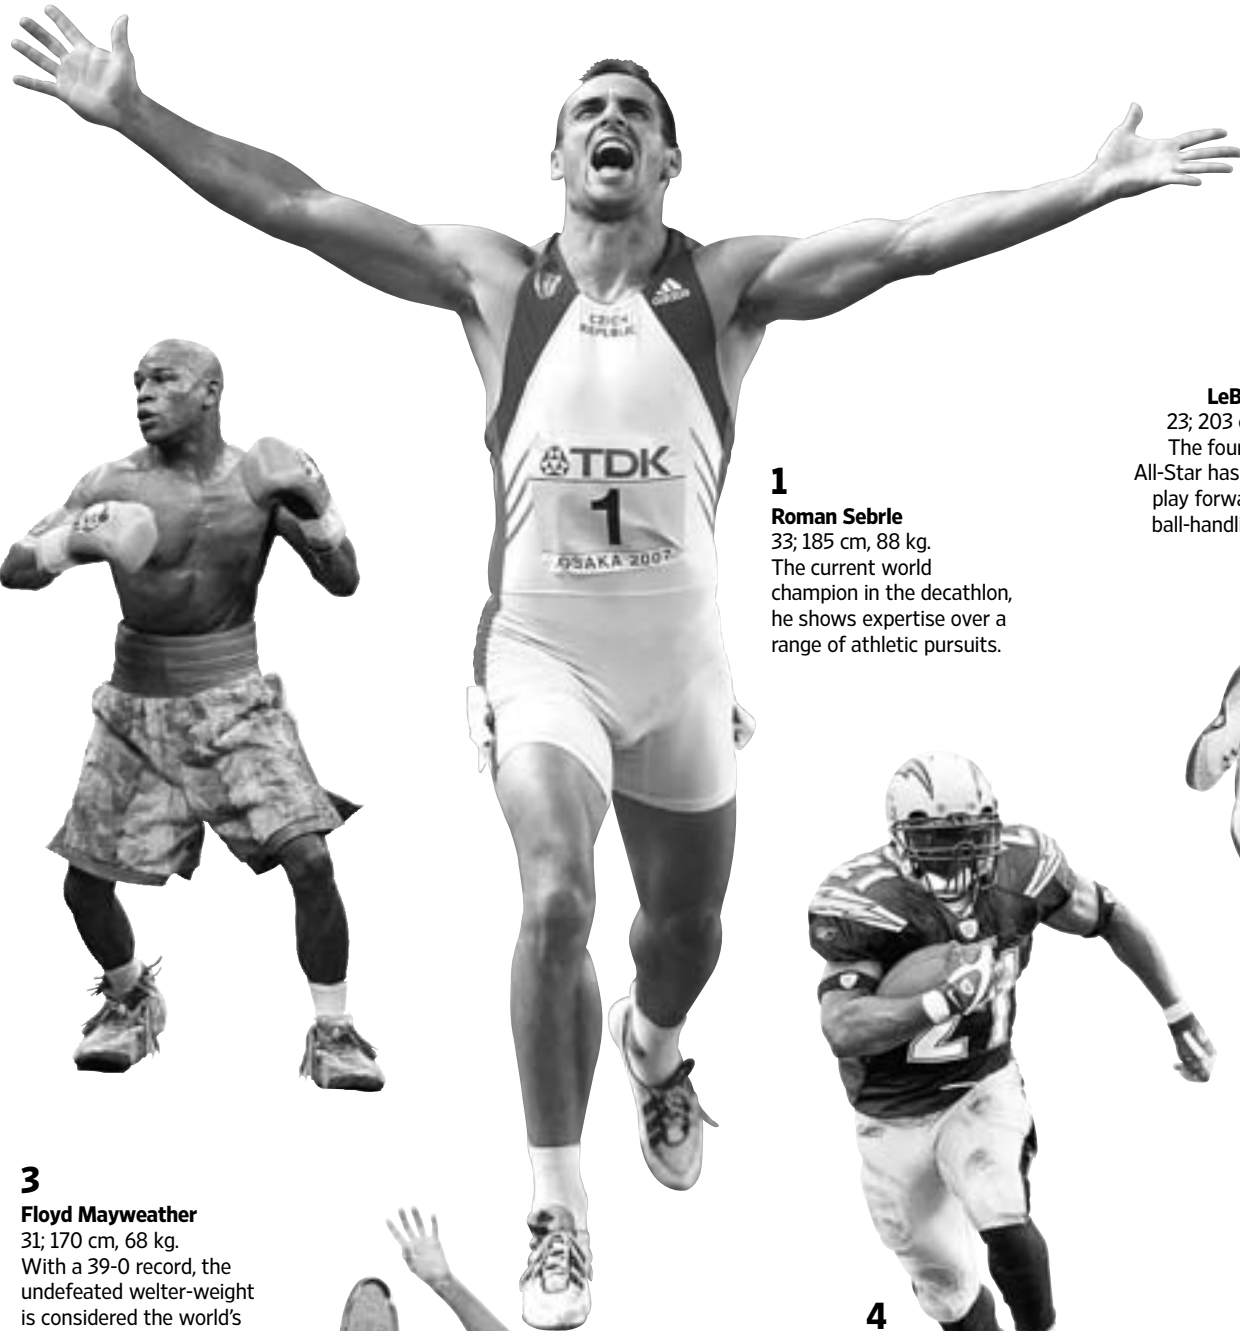 CZECH
REPUBLIC
adidas
TDK
1
OSAKA 2007
1
Roman Sebrle
33; 185 cm, 88 kg.
The current world
champion in the decathlon,
he shows expertise over a
range of athletic pursuits.
LeB
23; 203
The four
All-Star has
play forwa
ball-handli
21
3
Floyd Mayweather
31; 170 cm, 68 kg.
With a 39-0 record, the
undefeated welter-weight
is considered the world’s
4